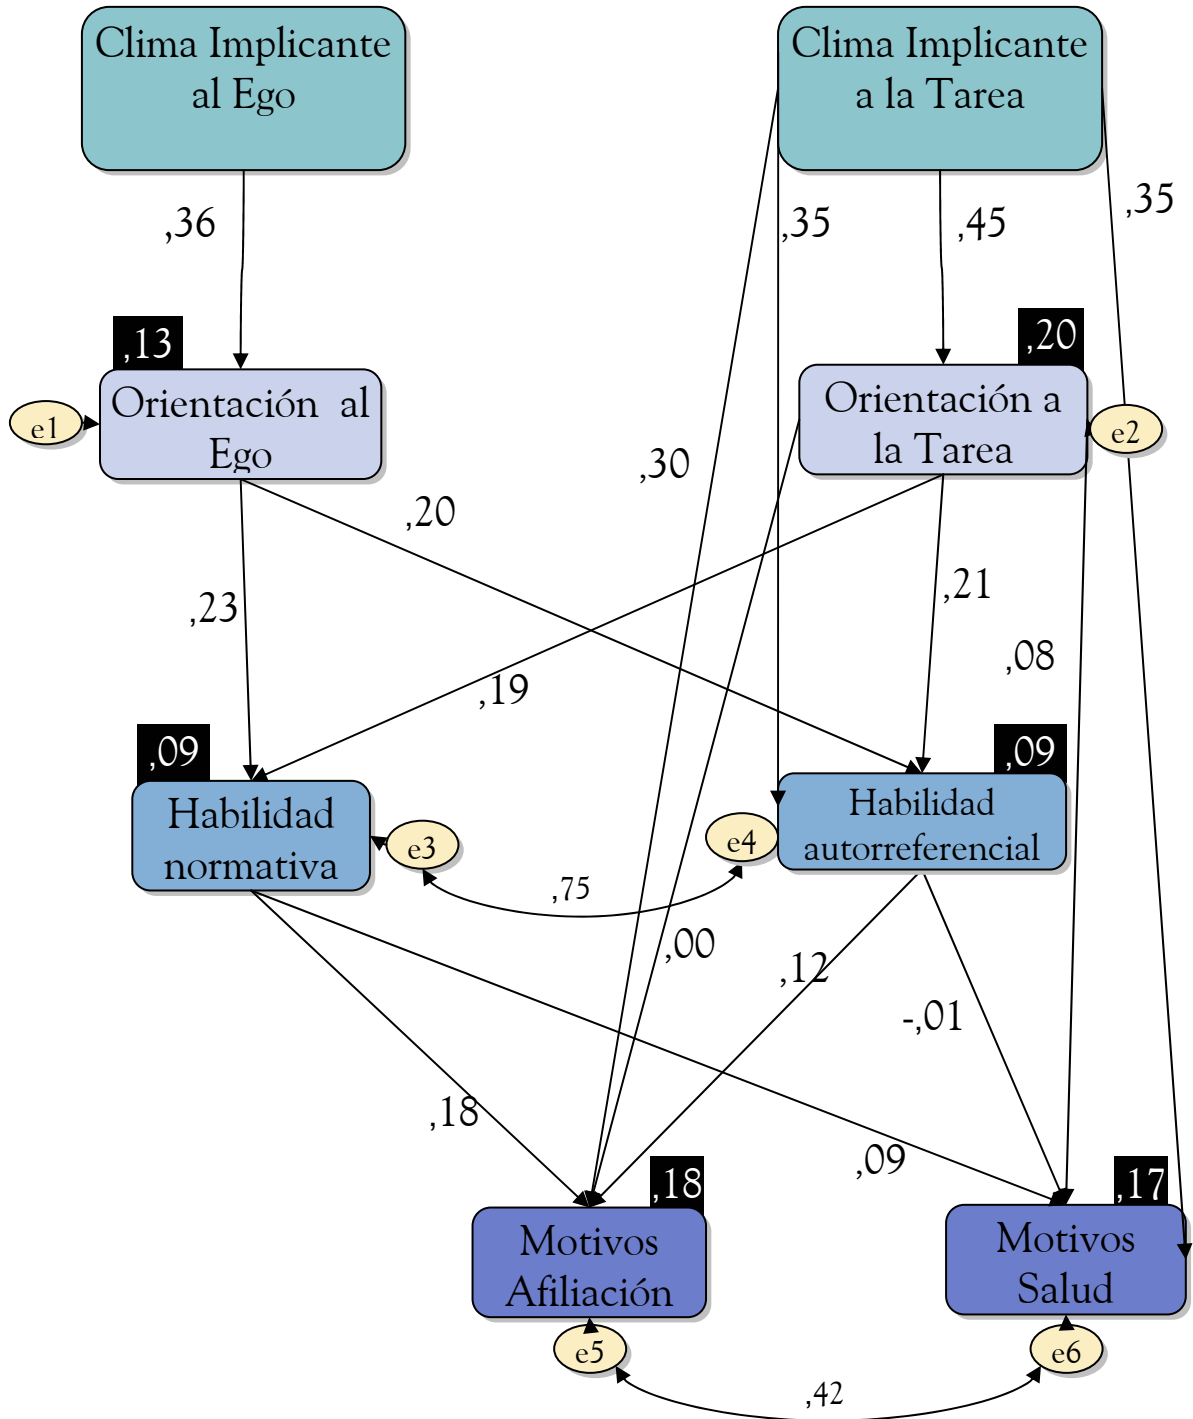 Clima Implicante
al Ego
Clima Implicante
a la Tarea
,36
,35
,45
,35
,13
,20
Orientación al
Ego
e1
Orientación a
la Tarea
e2
,30
,20
,23
,21
,08
,19
,09
,09
Habilidad
normativa
e3
e4
Habilidad
autorreferencial
,75
,00
,12
-,01
,18
,09
,18
,17
Motivos
Afiliación
Motivos
Salud
e5
e6
,42